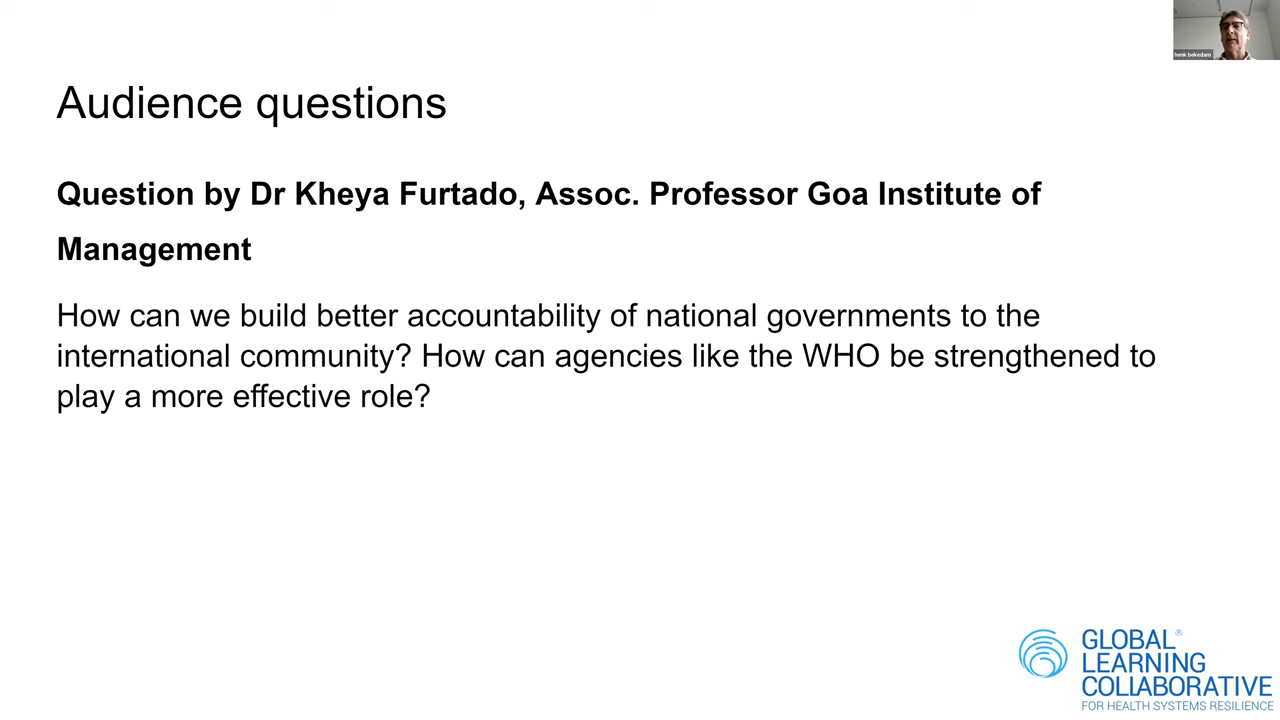 henk bekedam
Audience questions
Question by Dr Kheya Furtado, Assoc. Professor Goa Institute of
Management
How can we build better accountability of national governments to the
international community? How can agencies like the WHO be strengthened to
play a more effective role?
GLOBAL®
LEARNING
COLLABORATIVE
FOR HEALTH SYSTEMS RESILIENCE